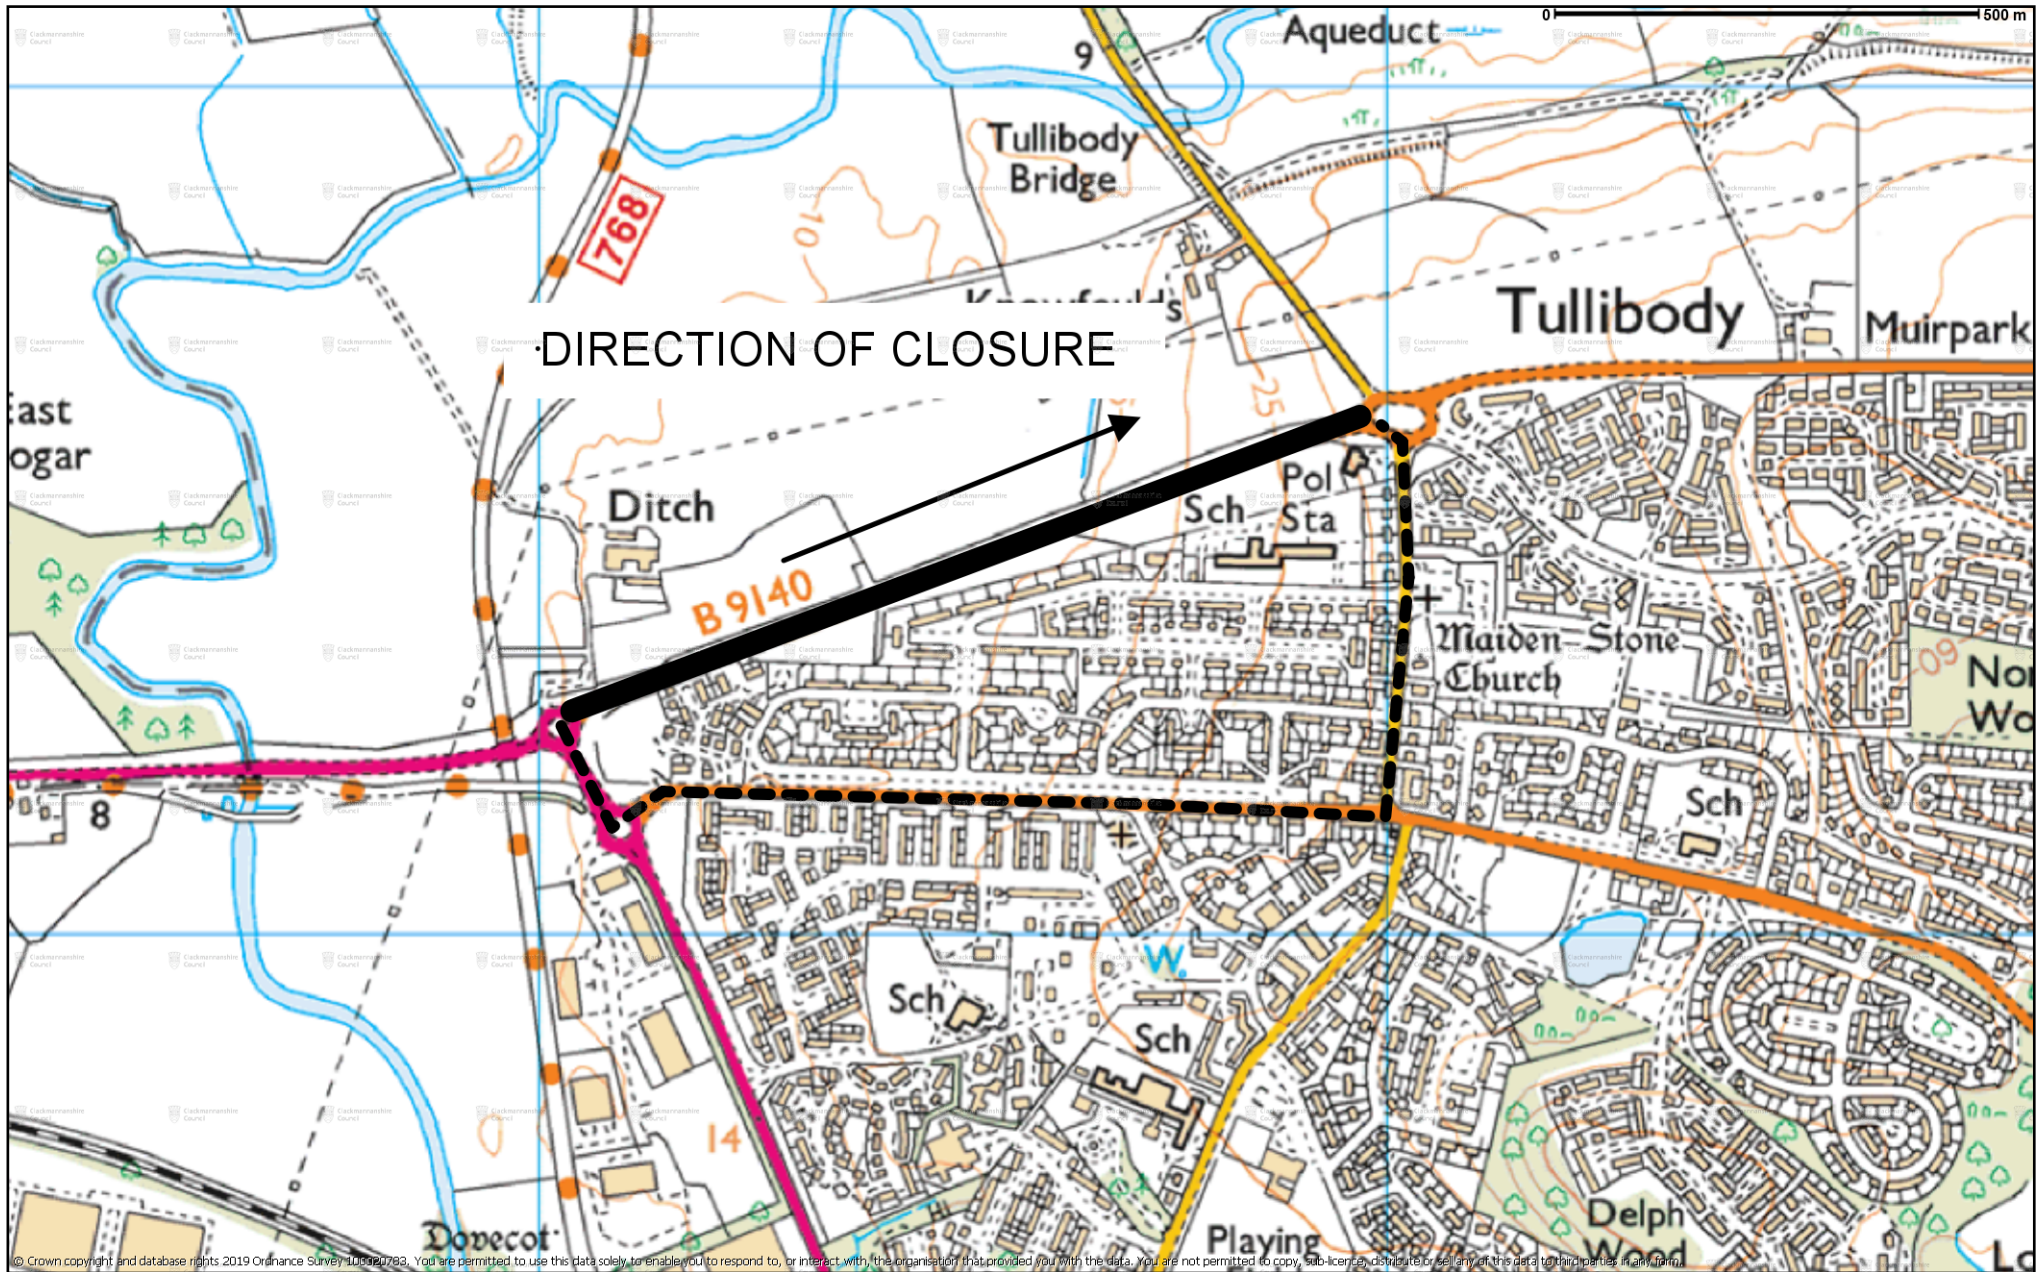 0 500 m
Aqueduct
9
Tullibody
Bridge
768
10
Tullibody
Muirpark
DIRECTION OF CLOSURE
25
Ditch
Pol
Sta
Sch
B 9140
Maiden-Stone
Church
60
8
Sch
W.
Sch
Sch
14
Dovecot
Playing
Delph
© Crown copyright and database rights 2019 Ordnance Survey 100020783. You are permitted to use this data solely to enable you to respond to, or interact with, the organisation that provided you with the data. You are not permitted to copy, sub-licence, distribute or sell any of this data to third parties in any form.
Clackmannanshire
Council